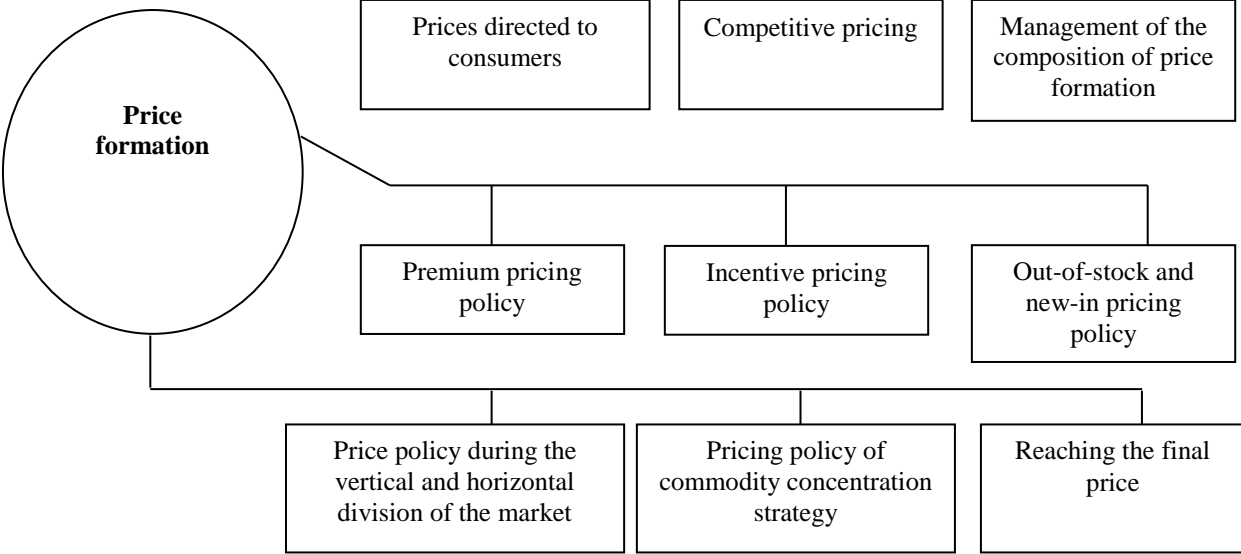 Prices directed to
consumers
Competitive pricing
Management of the
composition of price
formation
Price
formation
Premium pricing
policy
Incentive pricing
policy
Out-of-stock and
new-in pricing
policy
Price policy during the
vertical and horizontal
division of the market
Pricing policy of
commodity concentration
strategy
Reaching the final
price